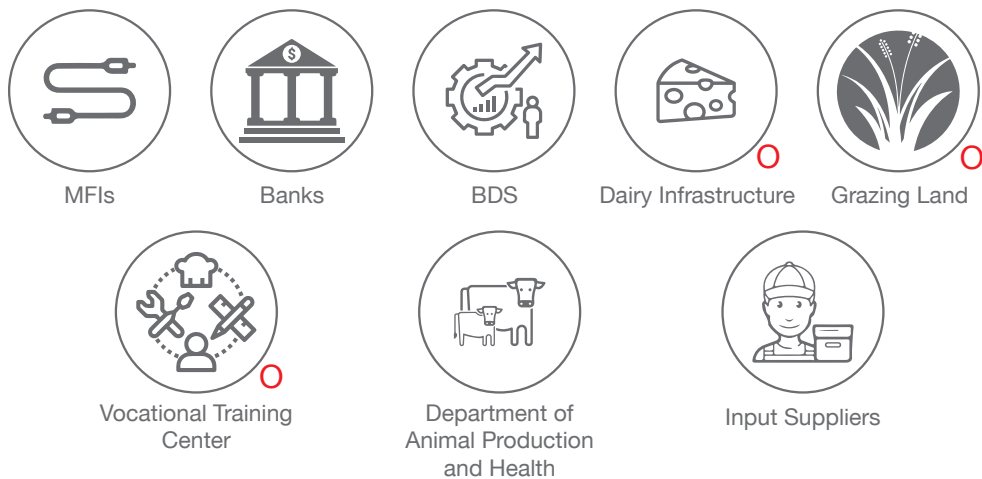 $
MFIs
Banks
BDS
Dairy Infrastructure
Grazing Land
O
O
Vocational Training
Center
O
Department of
Animal Production
and Health
Input Suppliers